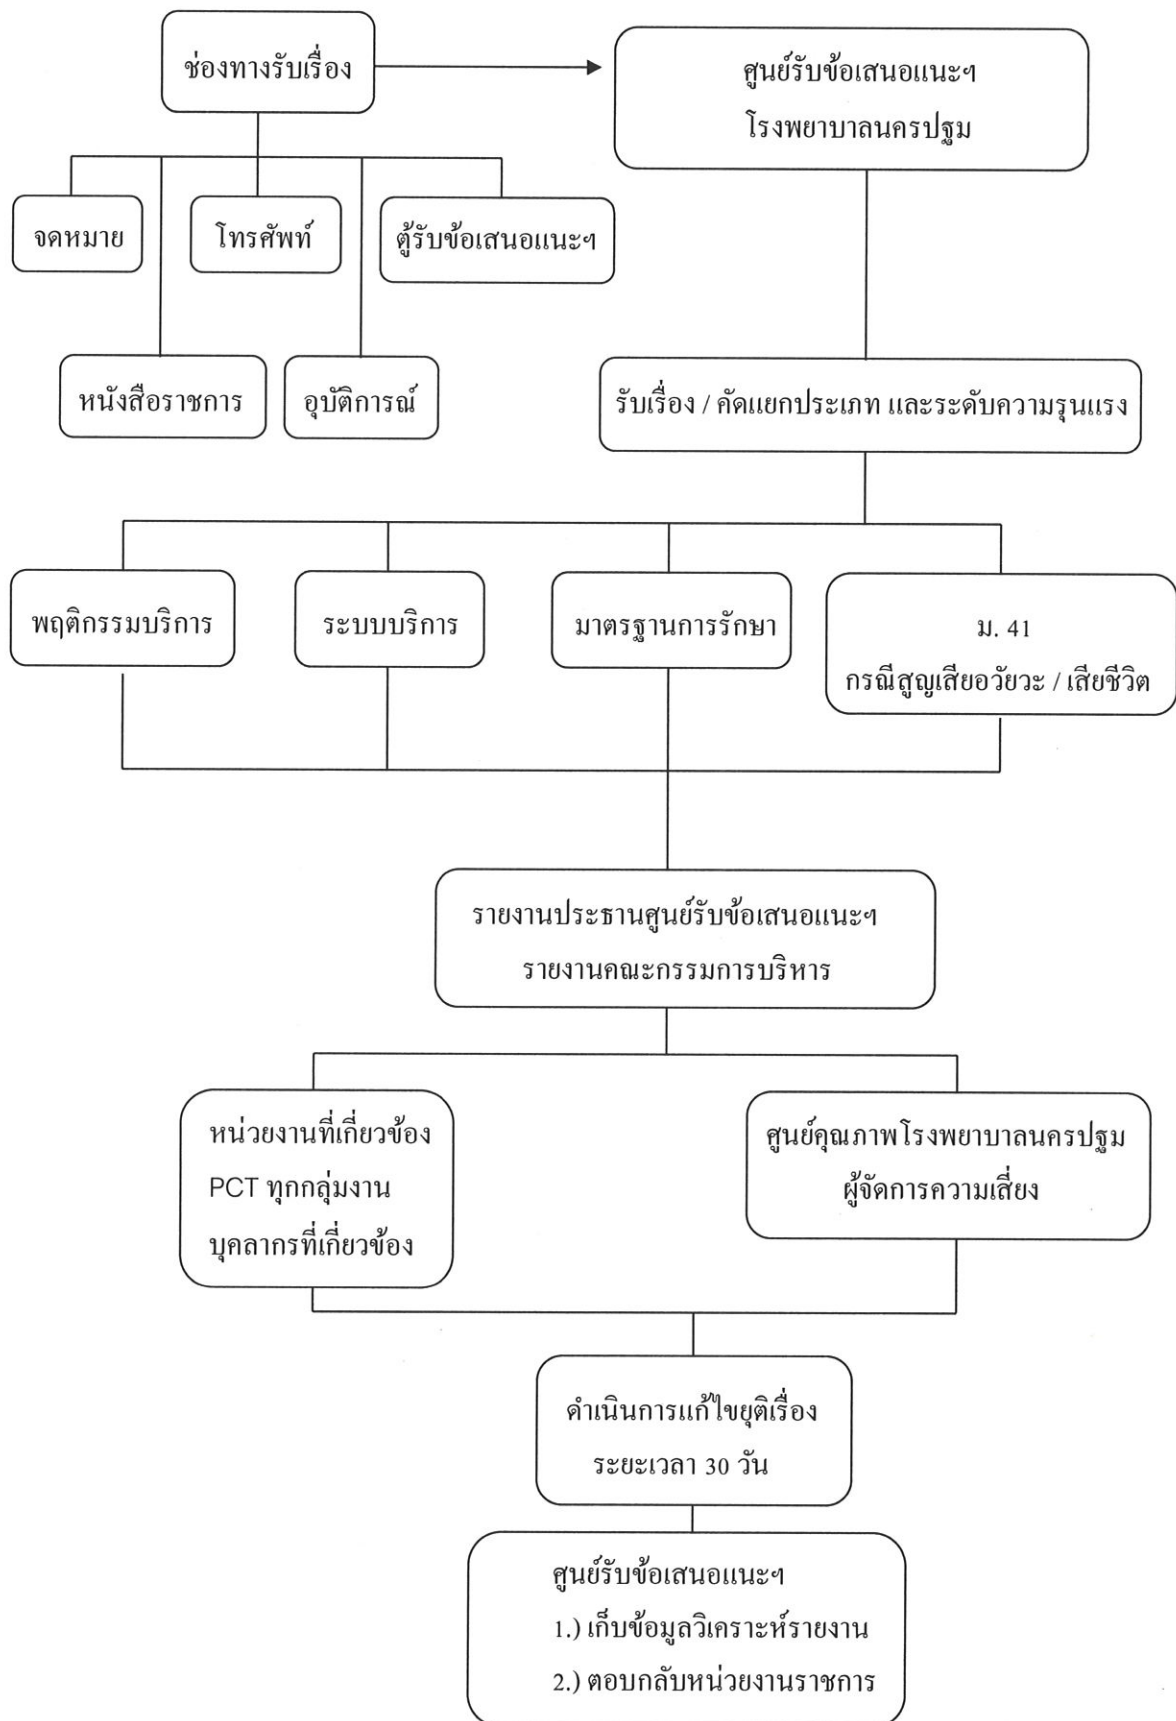 ช่องทางรับเรื่อง
ศูนย์รับข้อเสนอแนะฯ
โรงพยาบาลนครปฐม
จดหมาย
โทรศัพท์
ตู้รับข้อเสนอแนะฯ
หนังสือราชการ
อุบัติการณ์
รับเรื่อง / คัดแยกประเภท และระดับความรุนแรง
พฤติกรรมบริการ
ระบบบริการ
มาตรฐานการรักษา
ม. 41
กรณีสูญเสียอวัยวะ / เสียชีวิต
รายงานประธานศูนย์รับข้อเสนอแนะฯ
รายงานคณะกรรมการบริหาร
หน่วยงานที่เกี่ยวข้อง
PCT ทุกกลุ่มงาน
บุคลากรที่เกี่ยวข้อง
ศูนย์คุณภาพโรงพยาบาลนครปฐม
ผู้จัดการความเสี่ยง
ดำเนินการแก้ไขยุติเรื่อง
ระยะเวลา 30 วัน
ศูนย์รับข้อเสนอแนะฯ
1.) เก็บข้อมูลวิเคราะห์รายงาน
2.) ตอบกลับหน่วยงานราชการ